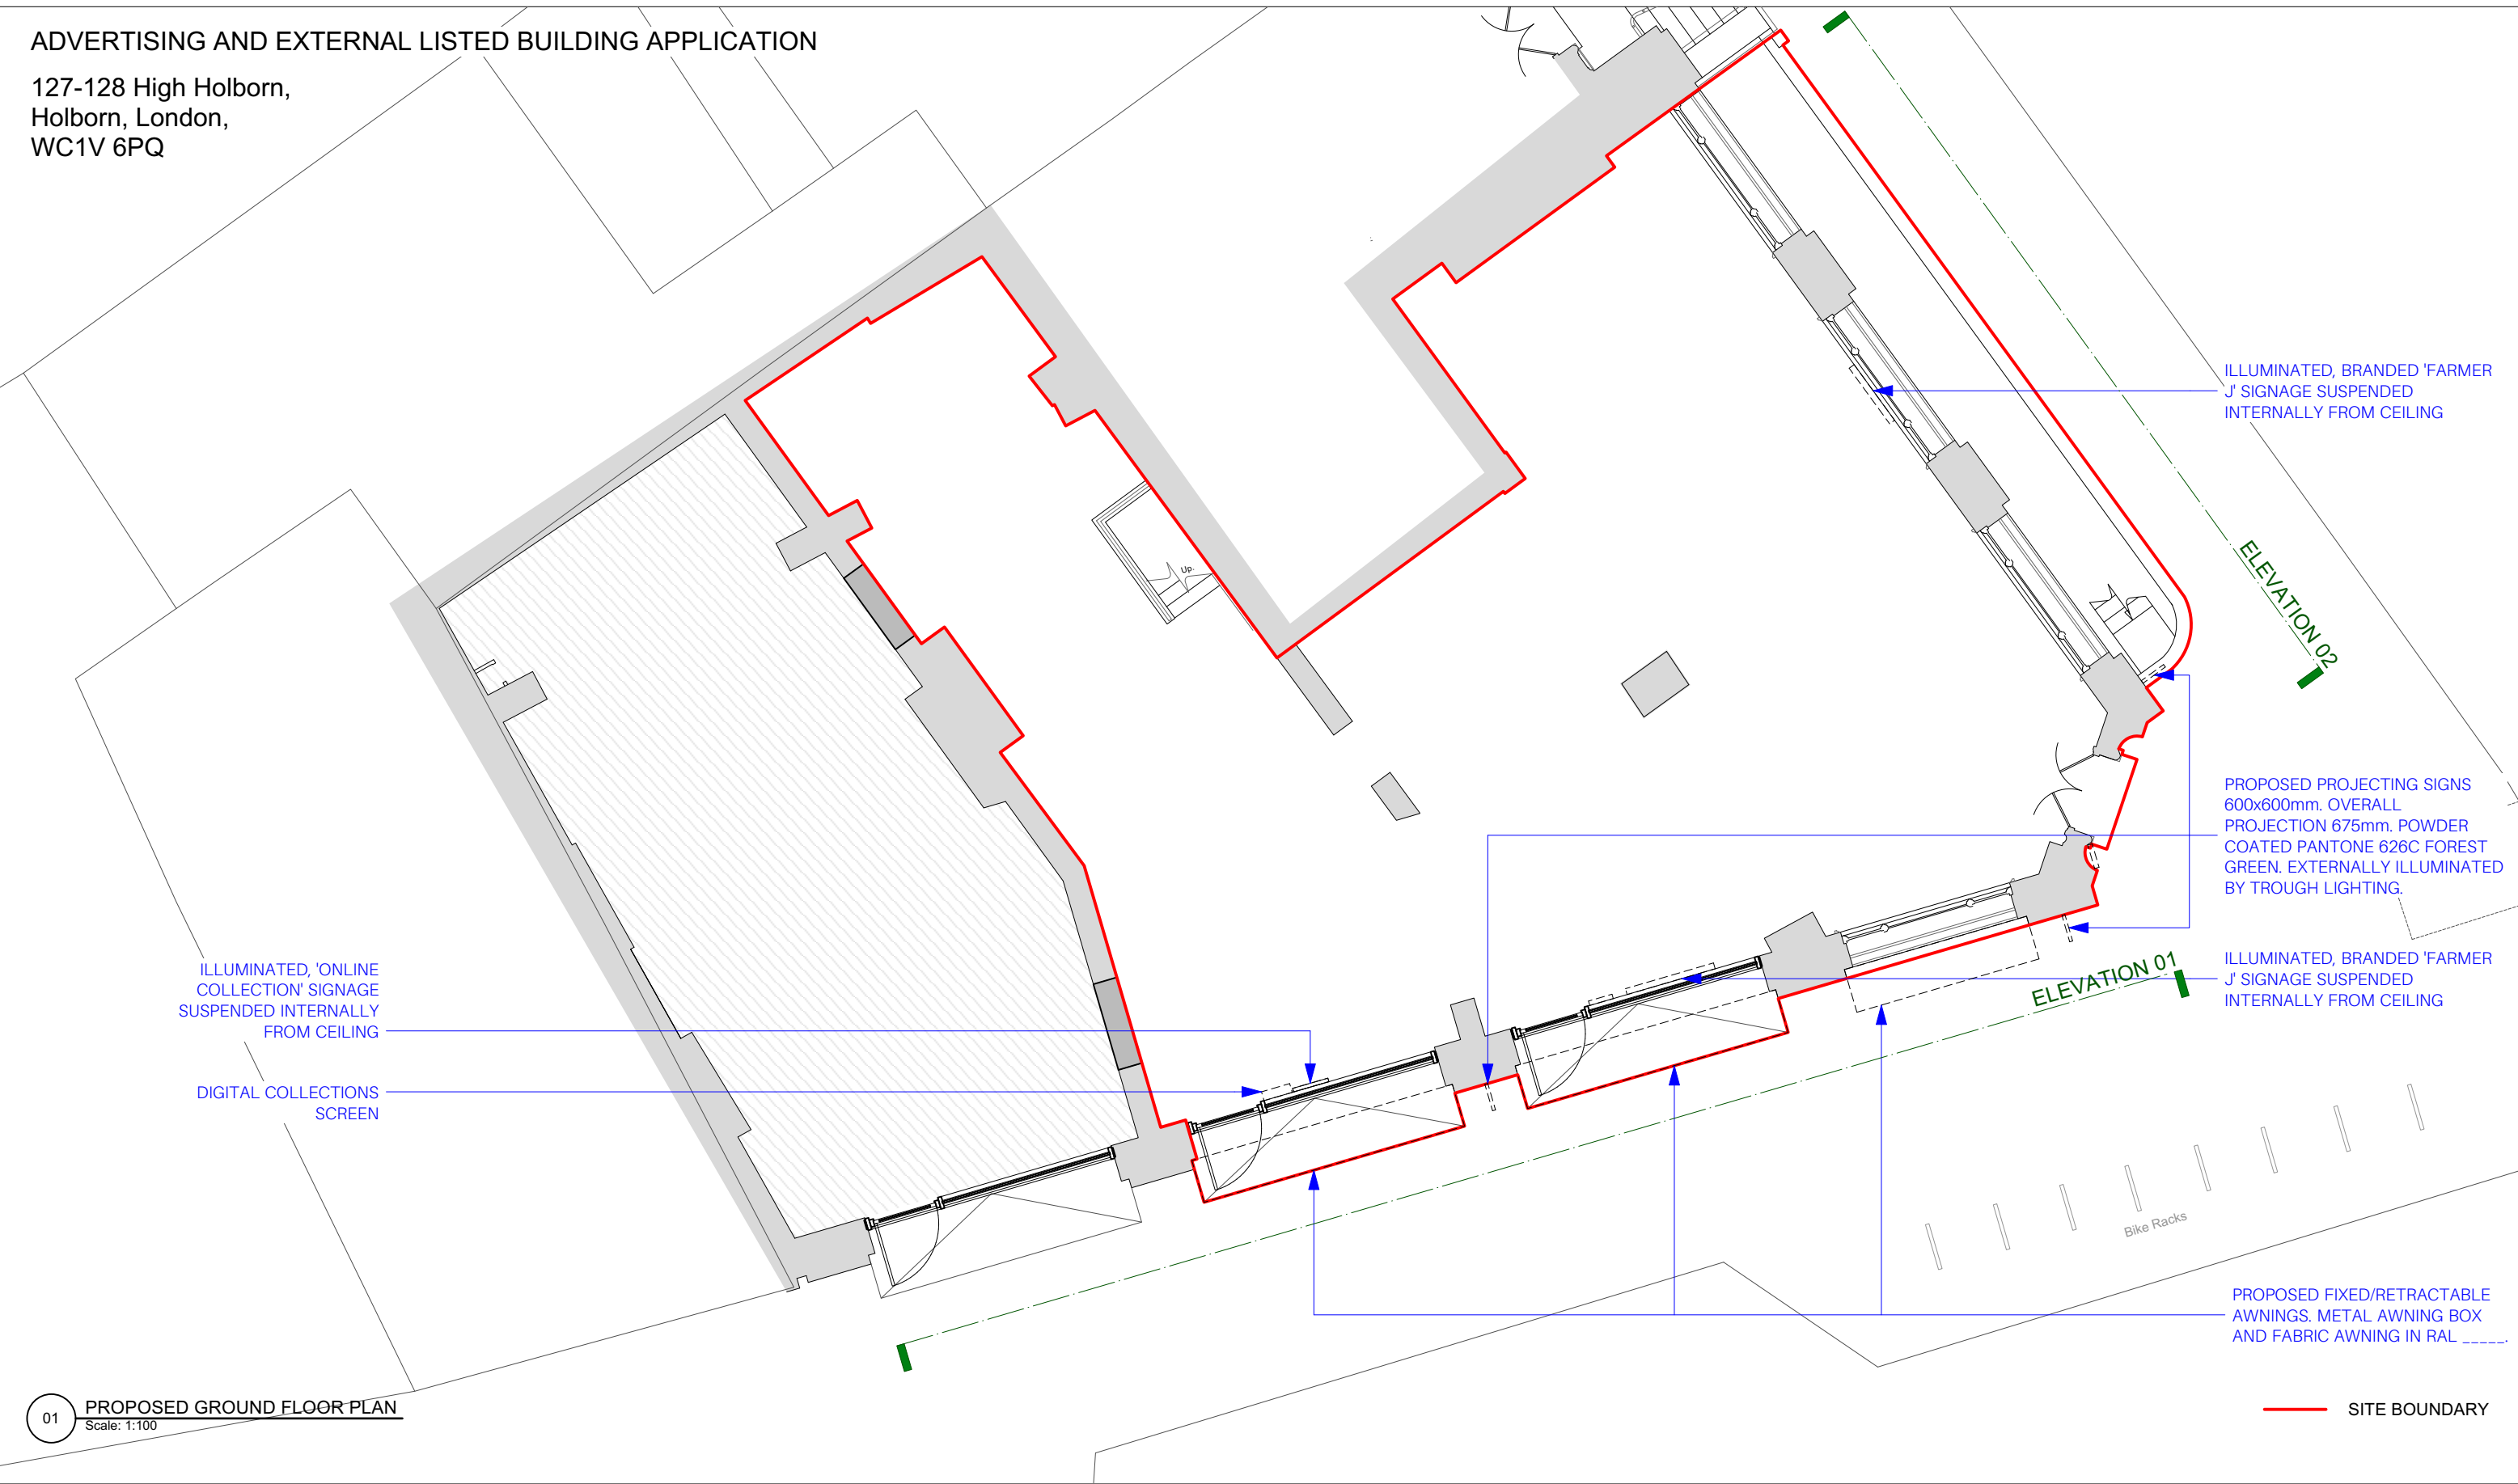 ADVERTISING AND EXTERNAL LISTED BUILDING APPLICATION
127-128 High Holborn,
Holborn, London,
WC1V 6PQ
ILLUMINATED, BRANDED 'FARMER
J' SIGNAGE SUSPENDED
INTERNALLY FROM CEILING
Up.
ELEVATION 02
PROPOSED PROJECTING SIGNS
600x600mm. OVERALL
PROJECTION 675mm. POWDER
COATED PANTONE 626C FOREST
GREEN. EXTERNALLY ILLUMINATED
BY TROUGH LIGHTING.
ILLUMINATED, BRANDED 'FARMER
J' SIGNAGE SUSPENDED
INTERNALLY FROM CEILING
ELEVATION 01
ILLUMINATED, 'ONLINE
COLLECTION' SIGNAGE
SUSPENDED INTERNALLY
FROM CEILING
DIGITAL COLLECTIONS
SCREEN
Bike Racks
PROPOSED FIXED/RETRACTABLE
AWNINGS. METAL AWNING BOX
AND FABRIC AWNING IN RAL _____.
01
PROPOSED GROUND FLOOR PLAN
Scale: 1:100
SITE BOUNDARY